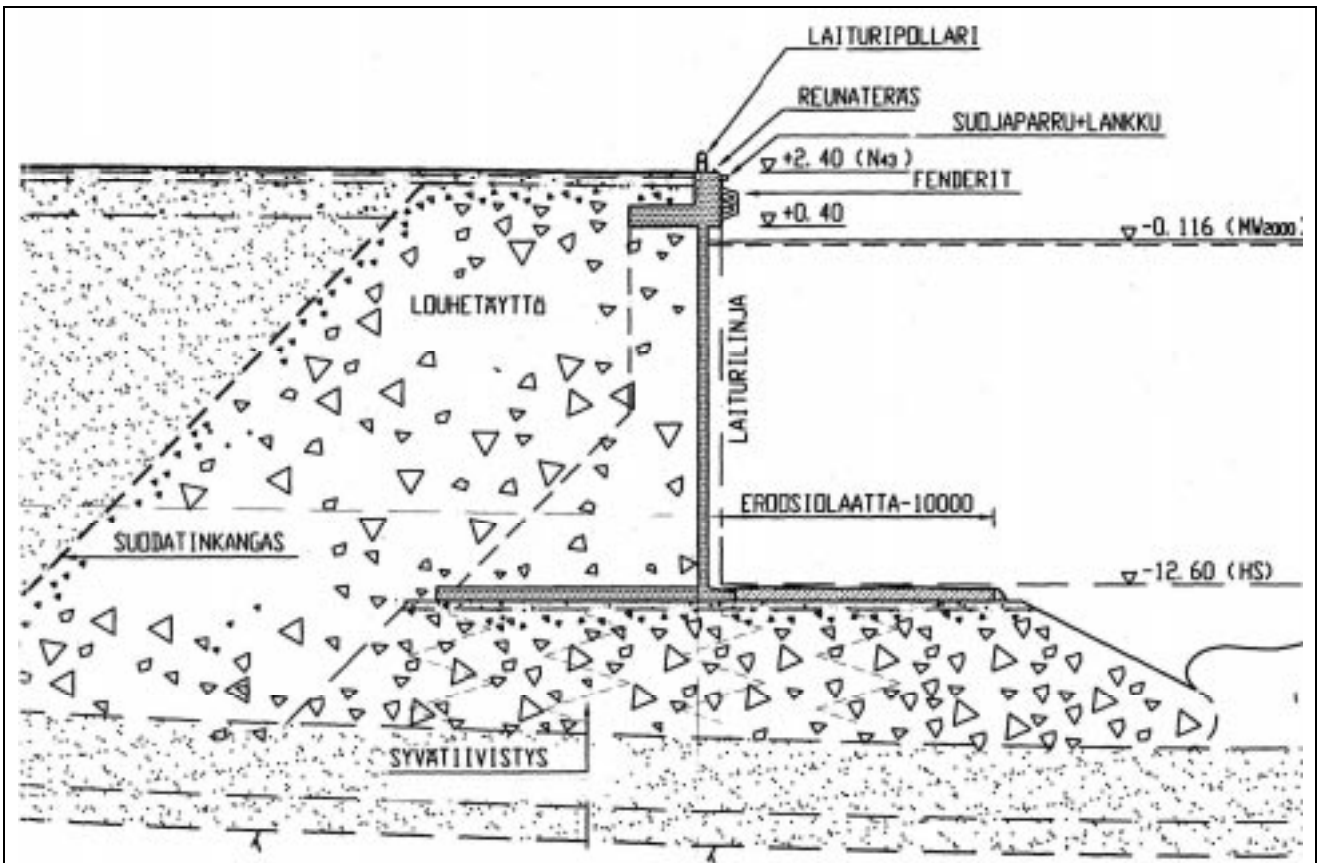 LAITURIPOLLARI
REUNATERÄS
SUOJAPARRU+LANKKU
+2.40 (N43)
FENDERIT
+0.40
-0.116 (MW2000)
LOUHETÄYTTÖ
LAITURILINJA
EROOSIOLAATTA-10000
SUODATINKANGAS
-12.60 (HS)
SYVÄTIIVISTYS